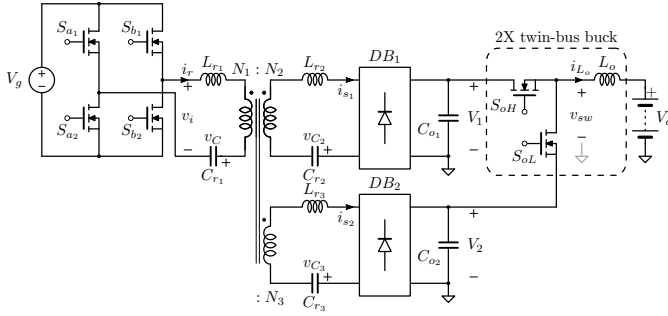 2X twin-bus buck
S_{a_1}
S_{b_1}
i_r
L_{r_1}
N_1 : N_2
L_{r_2}
DB_1
i_{L_o}
L_o
V_g
+
−
+
i_{s_1}
+
S_{oH}
+
+
S_{a_2}
S_{b_2}
v_i
v_C
v_{C_2}
C_{o_1}
V_1
v_{sw}
−
+
+
−
S_{oL}
−
C_{r_1}
C_{r_2}
L_{r_3}
DB_2
i_{s_2}
+
v_{C_3}
C_{o_2}
V_2
+
−
: N_3
C_{r_3}